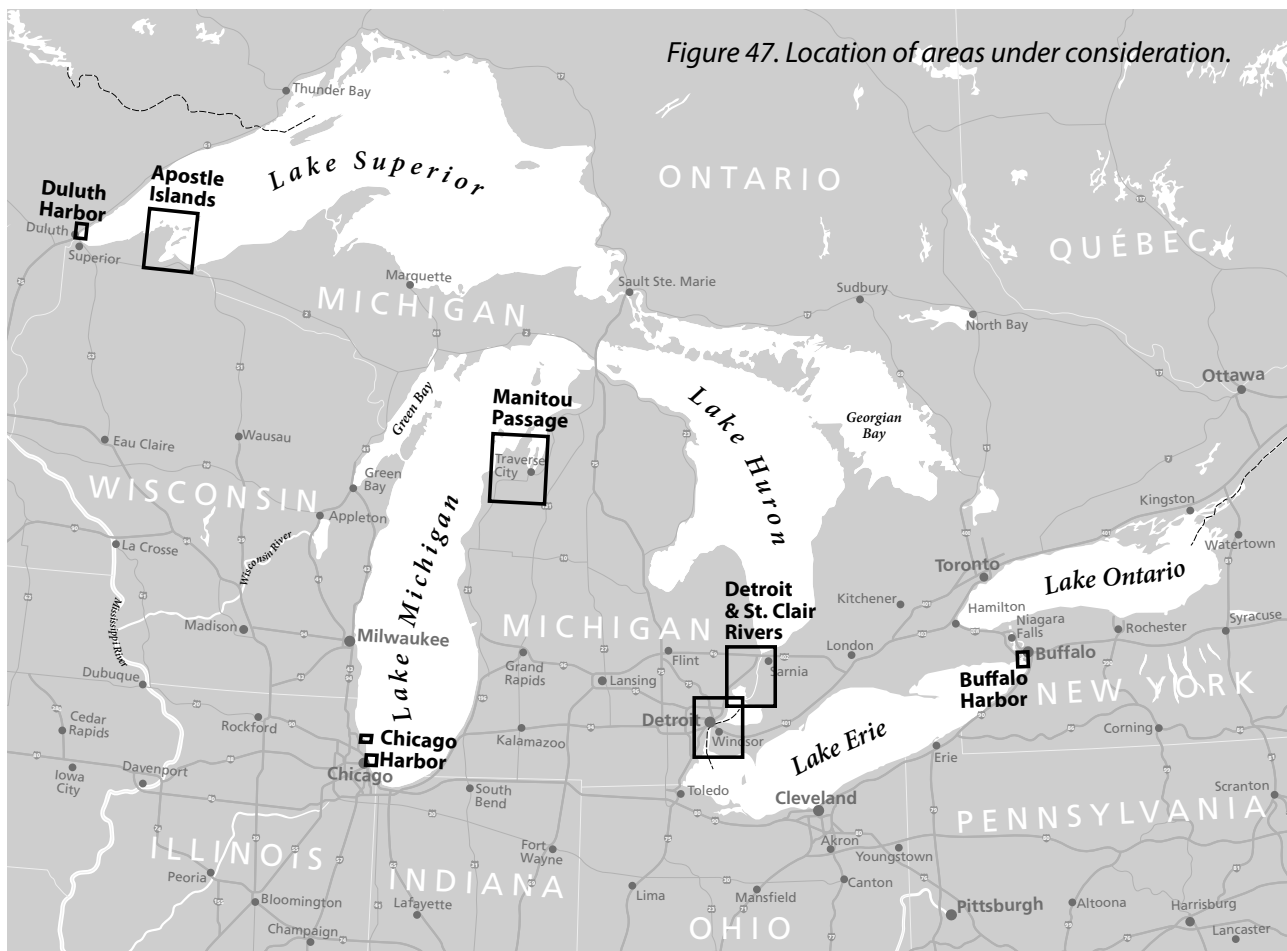 Figure 47. Location of areas under consideration.
Thunder Bay
Lake Superior
ONTARIO
Apostle
Islands
Duluth
Harbor
Duluth
Superior
QUÉBEC
Marquette
Sault Ste. Marie
Sudbury
MICHIGAN
North Bay
Ottawa
Manitou
Passage
Green Bay
Lake Huron
Georgian
Bay
Eau Claire
Wausau
Traverse
City
Green
Bay
WISCONSIN
Appleton
Kingston
La Crosse
Wisconsin River
Watertown
Lake Michigan
Toronto
Lake Ontario
Detroit
& St. Clair
Rivers
Kitchener
Hamilton
Niagara
Falls
Mississippi River
Madison
Milwaukee
MICHIGAN
Rochester
Syracuse
Grand
Rapids
Flint
Lansing
Sarnia
London
Buffalo
Dubuque
Buffalo
Harbor
NEW YORK
Cedar
Rapids
Rockford
Chicago
Harbor
Kalamazoo
Detroit
Windsor
Lake Erie
Corning
Erie
Iowa
City
Davenport
Chicago
South
Bend
Toledo
Cleveland
Scranton
PENNSYLVANIA
ILLINOIS
Fort
Wayne
Akron
Youngstown
Peoria
INDIANA
Canton
Lima
Mansfield
Bloomington
Lafayette
Pittsburgh
Altoona
Harrisburg
OHIO
Champaign
Lancaster